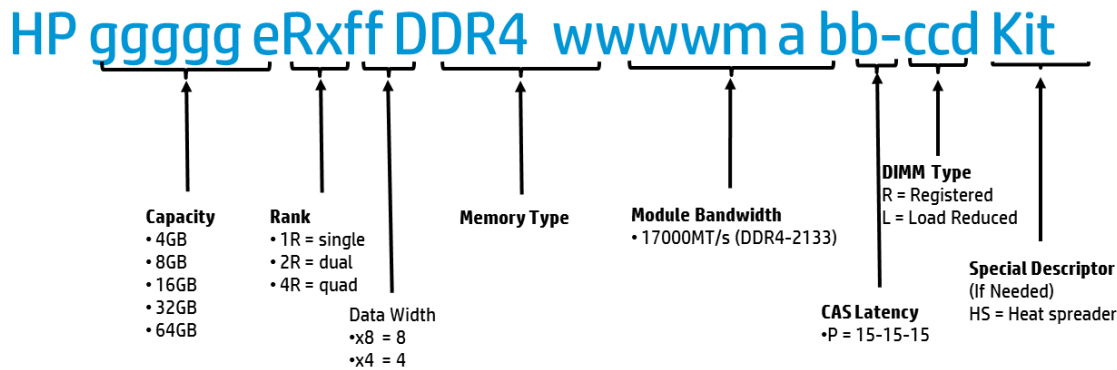 HP ggggg eRxff DDR4 wwwwm a bb-ccd Kit
Capacity
• 4GB
• 8GB
• 16GB
• 32GB
• 64GB
Rank
• 1R = single
• 2R = dual
• 4R = quad
Data Width
•x8 = 8
•x4 = 4
Memory Type
Module Bandwidth
• 17000MT/s (DDR4-2133)
CAS Latency
•P = 15-15-15
DIMM Type
R = Registered
L = Load Reduced
Special Descriptor
(If Needed)
HS = Heat spreader